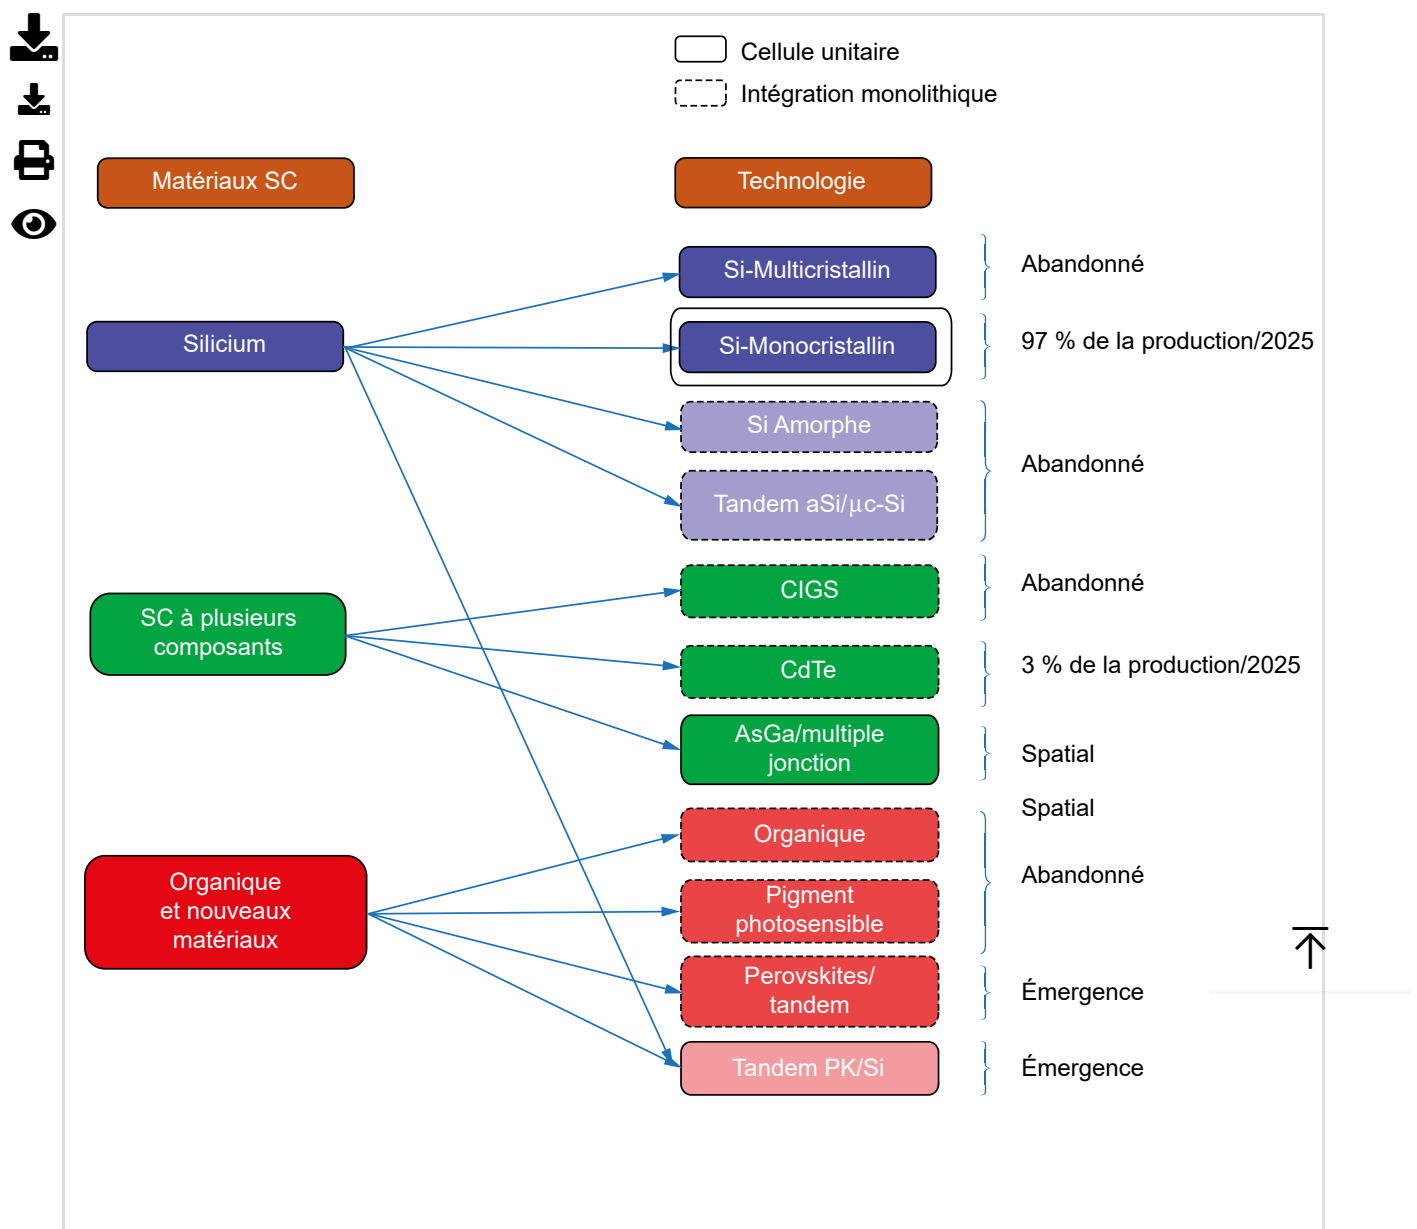 Cellule unitaire
Intégration monolithique
Matériaux SC
Technologie
Si-Multicristallin
Abandonné
Silicium
Si-Monocristallin
97 % de la production/2025
Si Amorphe
Abandonné
Tandem aSi/μc-Si
CIGS
Abandonné
SC à plusieurs
composants
CdTe
3 % de la production/2025
AsGa/multiple
jonction
Spatial
Spatial
Organique
Abandonné
Organique
et nouveaux
matériaux
Pigment
photosensible
Perovskites/
tandem
Émergence
Tandem PK/Si
Émergence